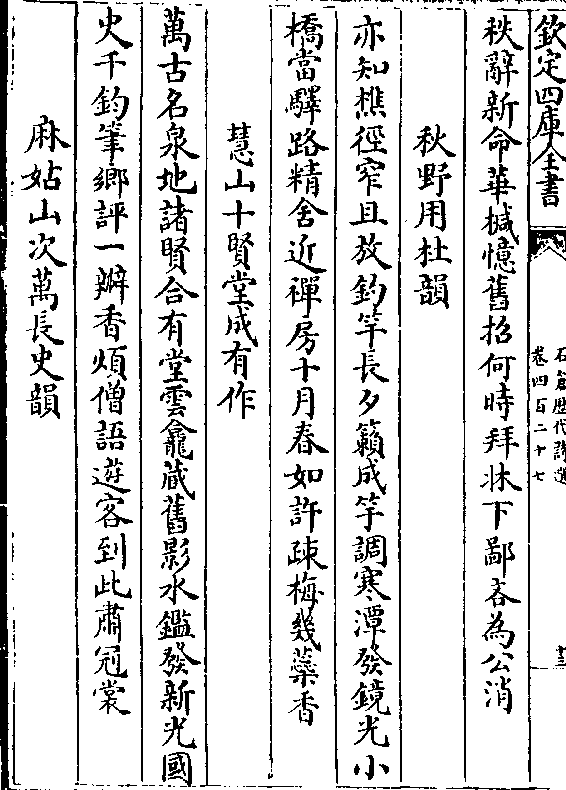 欽定四庫全書
石倉歴代詩選
卷四百二十七
十三
秩辭新命華槭憶舊招何時拜牀下鄙吝為公消
秋野用杜韻
亦知樵徑窄且放釣竿長夕籟成竽調寒潭發鏡光小
橋當驛路精舍近禪房十月春如許疎梅幾蘂香
慧山十賢堂成有作
萬古名泉地諸賢合有堂雲龕蔵舊影水鑑發新光國
史千鈞筆鄉評一瓣香煩僧語遊客到此肅冠裳
麻姑山次萬長史韻